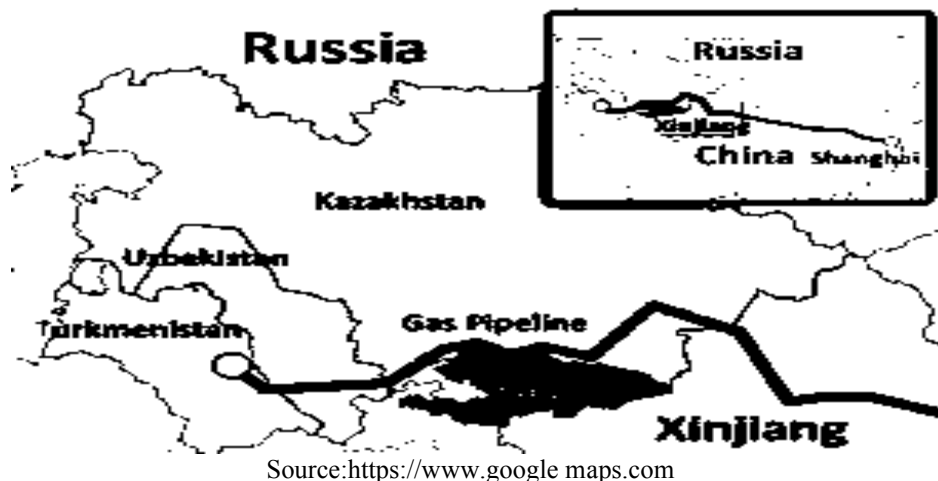 Russia
Russia
Xinjiang
China Shanghai
Kazakhstan
Uzbekistan
Turkmenistan
Gas Pipeline
Xinjiang
Source:https://www.google maps.com